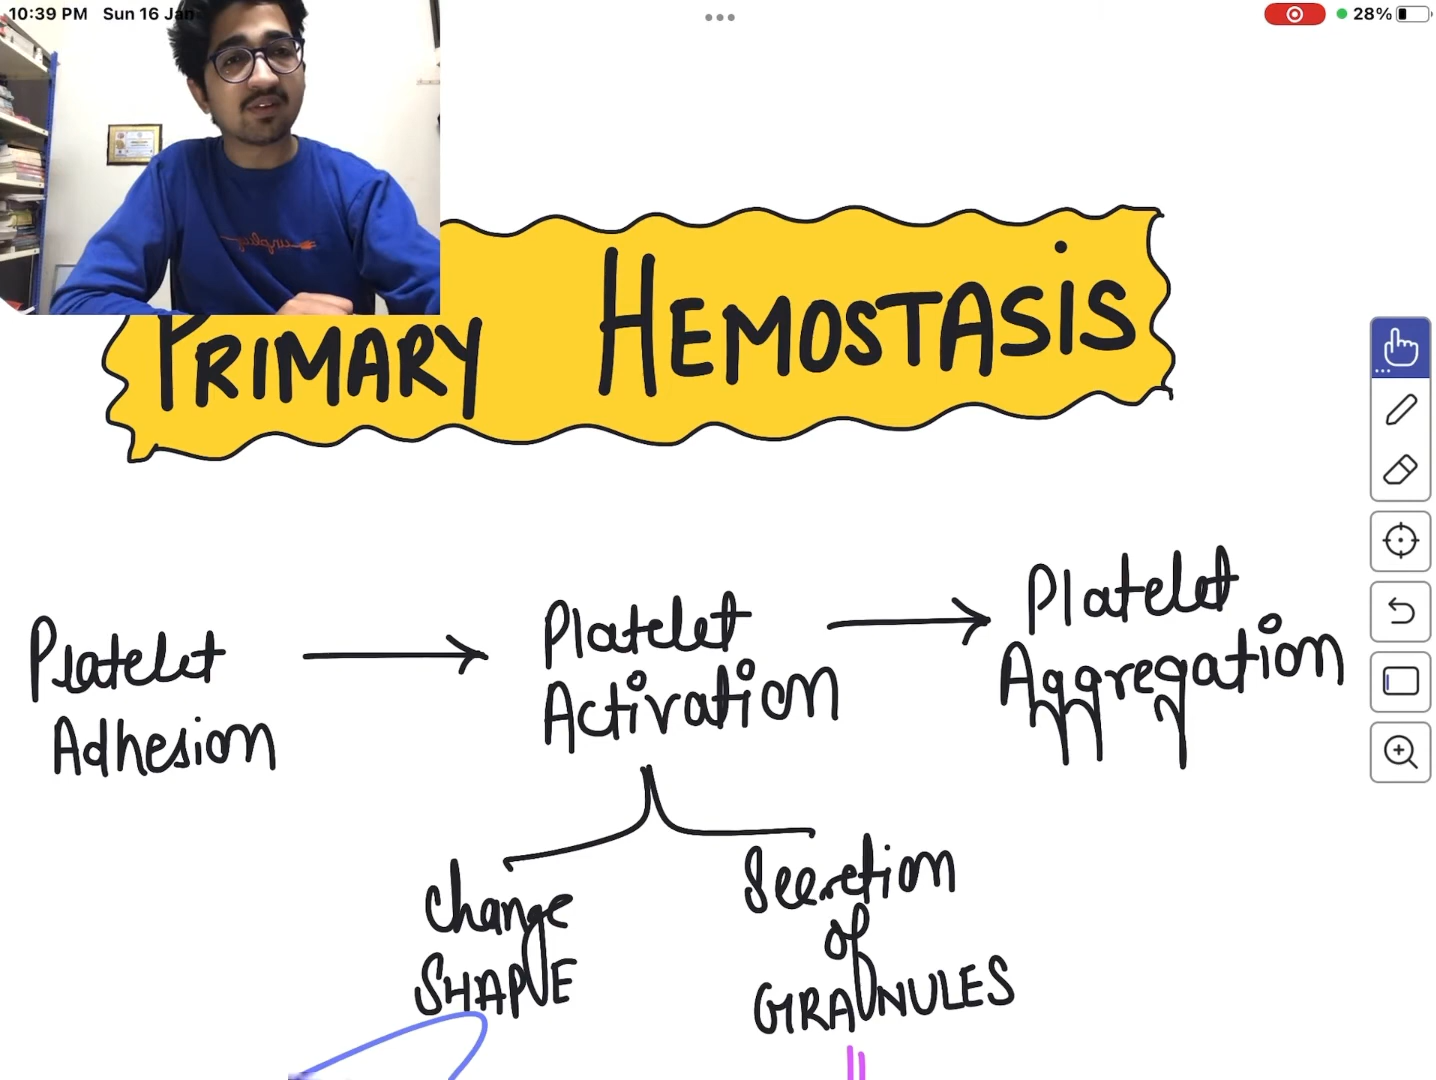 10:39 PM Sun 16 Jan
28%
unplgug
PRIMARY HEMOSTASIS
Platelet
Adhesion
Platelet
Activation
Platelet
Aggregation
Change
SHAPE
Secretion
of
GRANULES